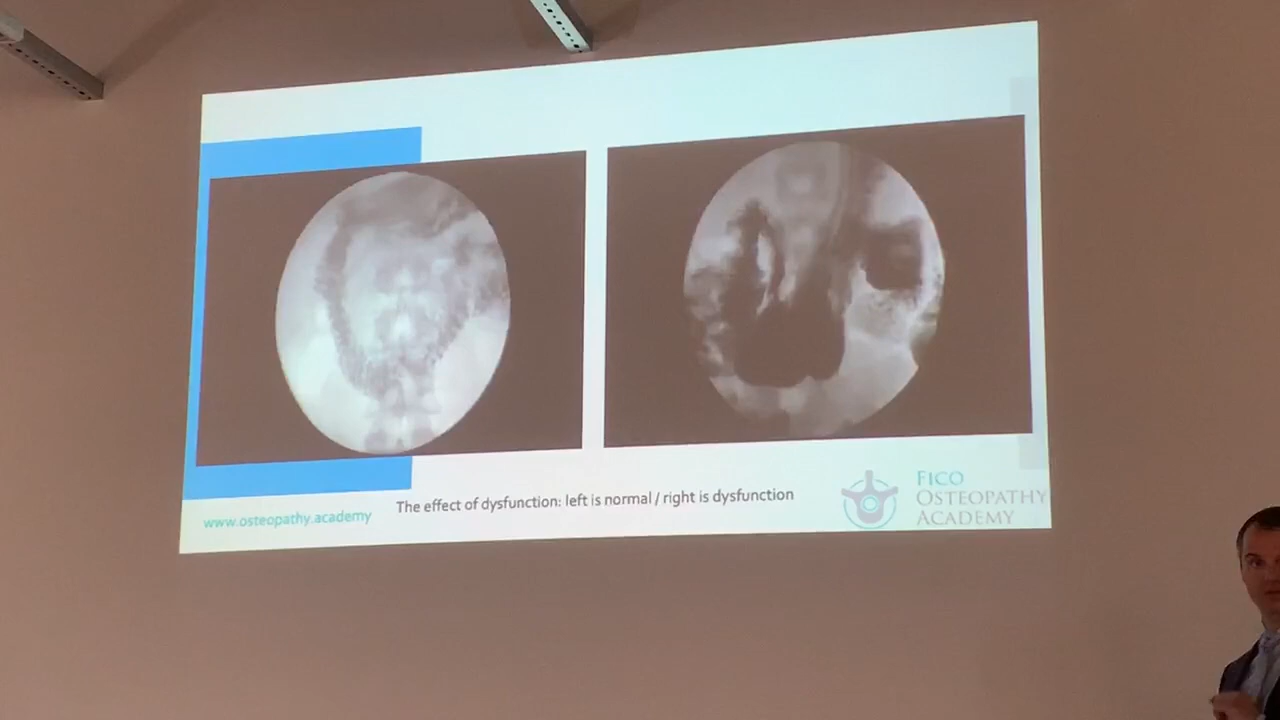 The effect of dysfunction: left is normal / right is dysfunction
www.osteopathy.academy
FICO
OSTEOPATHY
ACADEMY